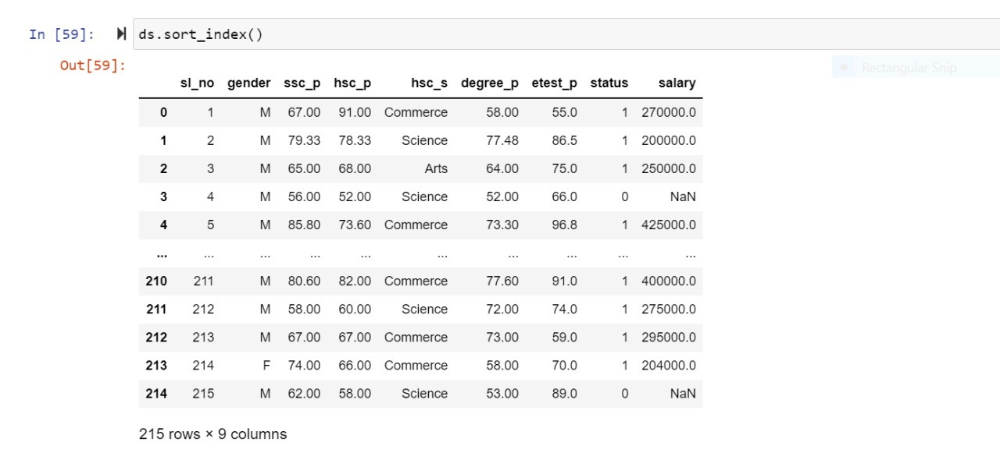 In [59]: ds.sort_index()
Out[59]:
Rectangular Snip
sl_no gender ssc_p hsc_p hsc_s degree_p etest_p status salary
0 1 M 67.00 91.00 Commerce 58.00 55.0 1 270000.0
1 2 M 79.33 78.33 Science 77.48 86.5 1 200000.0
2 3 M 65.00 68.00 Arts 64.00 75.0 1 250000.0
3 4 M 56.00 52.00 Science 52.00 66.0 0 NaN
4 5 M 85.80 73.60 Commerce 73.30 96.8 1 425000.0
... ... ... ... ... ... ... ... ... ...
210 211 M 80.60 82.00 Commerce 77.60 91.0 1 400000.0
211 212 M 58.00 60.00 Science 72.00 74.0 1 275000.0
212 213 M 67.00 67.00 Commerce 73.00 59.0 1 295000.0
213 214 F 74.00 66.00 Commerce 58.00 70.0 1 204000.0
214 215 M 62.00 58.00 Science 53.00 89.0 0 NaN
215 rows × 9 columns